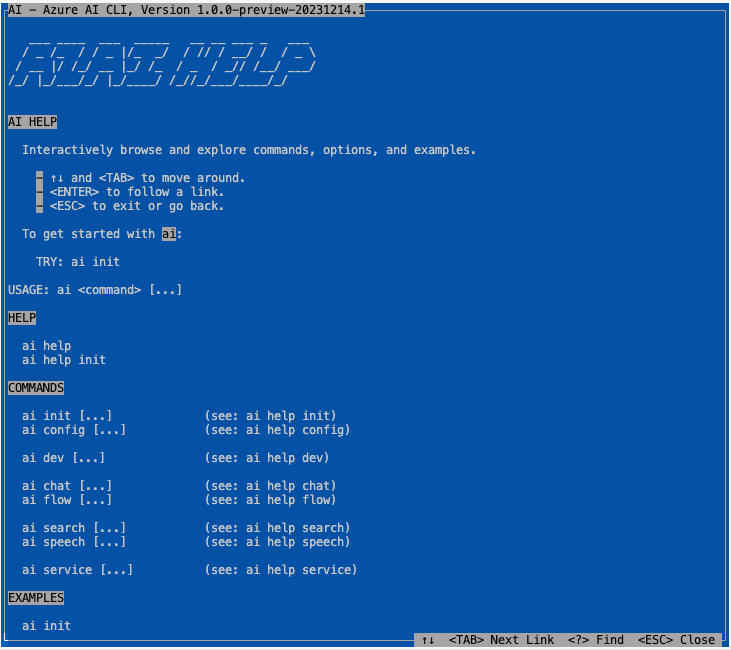 AI - Azure AI CLI, Version 1.0.0-preview-20231214.1
AI HELP
Interactively browse and explore commands, options, and examples.
- ↑↓ and <TAB> to move around.
- <ENTER> to follow a link.
- <ESC> to exit or go back.
To get started with ai:
TRY: ai init
USAGE: ai <command> [...]
HELP
ai help
ai help init
COMMANDS
ai init [...] (see: ai help init)
ai config [...] (see: ai help config)
ai dev [...] (see: ai help dev)
ai chat [...] (see: ai help chat)
ai flow [...] (see: ai help flow)
ai search [...] (see: ai help search)
ai speech [...] (see: ai help speech)
ai service [...] (see: ai help service)
EXAMPLES
ai init
↑↓ <TAB> Next Link <?> Find <ESC> Close